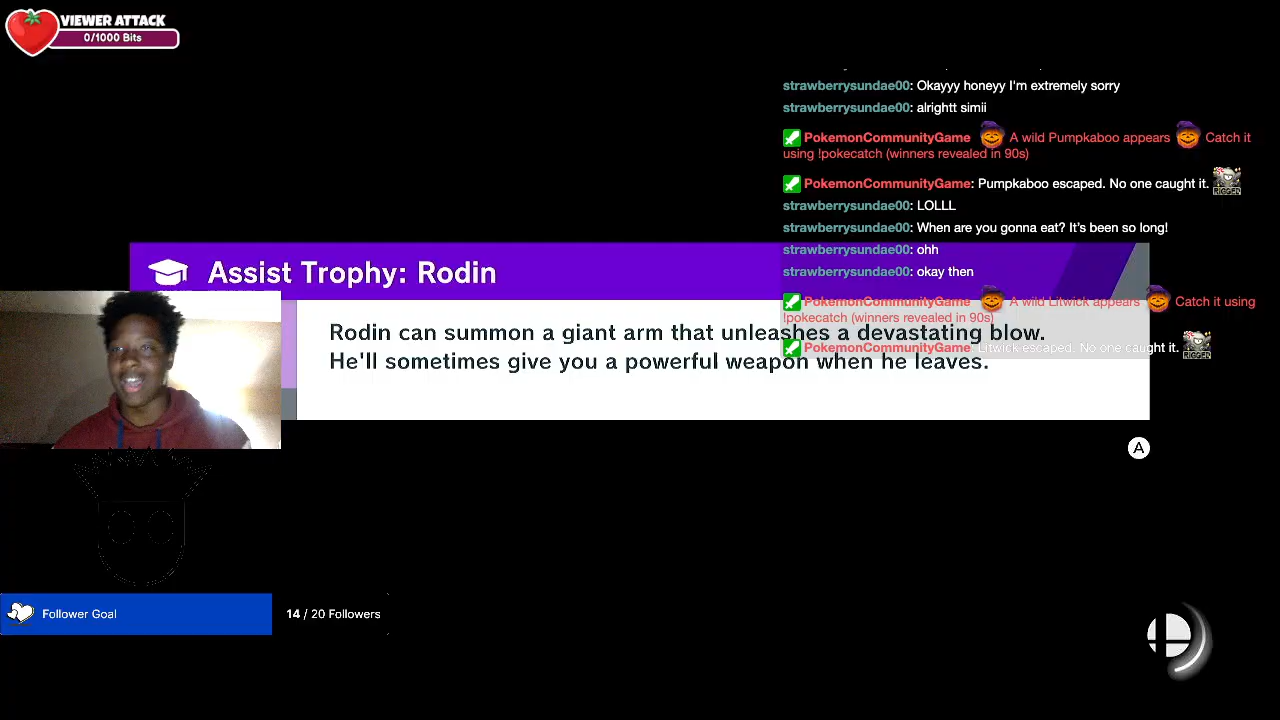 VIEWER ATTACK
0/1000 Bits
strawberrysundae00: Okayyy honeyy I'm extremely sorry
strawberrysundae00: alrightt simii
PokemonCommunityGame A wild Pumpkaboo appears Catch it
using !pokecatch (winners revealed in 90s)
PokemonCommunityGame: Pumpkaboo escaped. No one caught it.
RIGGED
strawberrysundae00: LOLLL
strawberrysundae00: When are you gonna eat? It's been so long!
strawberrysundae00: ohh
strawberrysundae00: okay then
PokemonCommunityGame A wild Litwick appears Catch it using
!pokecatch (winners revealed in 90s)
PokemonCommunityGame: Litwick escaped. No one caught it.
RIGGED
Assist Trophy: Rodin
Rodin can summon a giant arm that unleashes a devastating blow.
He'll sometimes give you a powerful weapon when he leaves.
A
Follower Goal
14 / 20 Followers